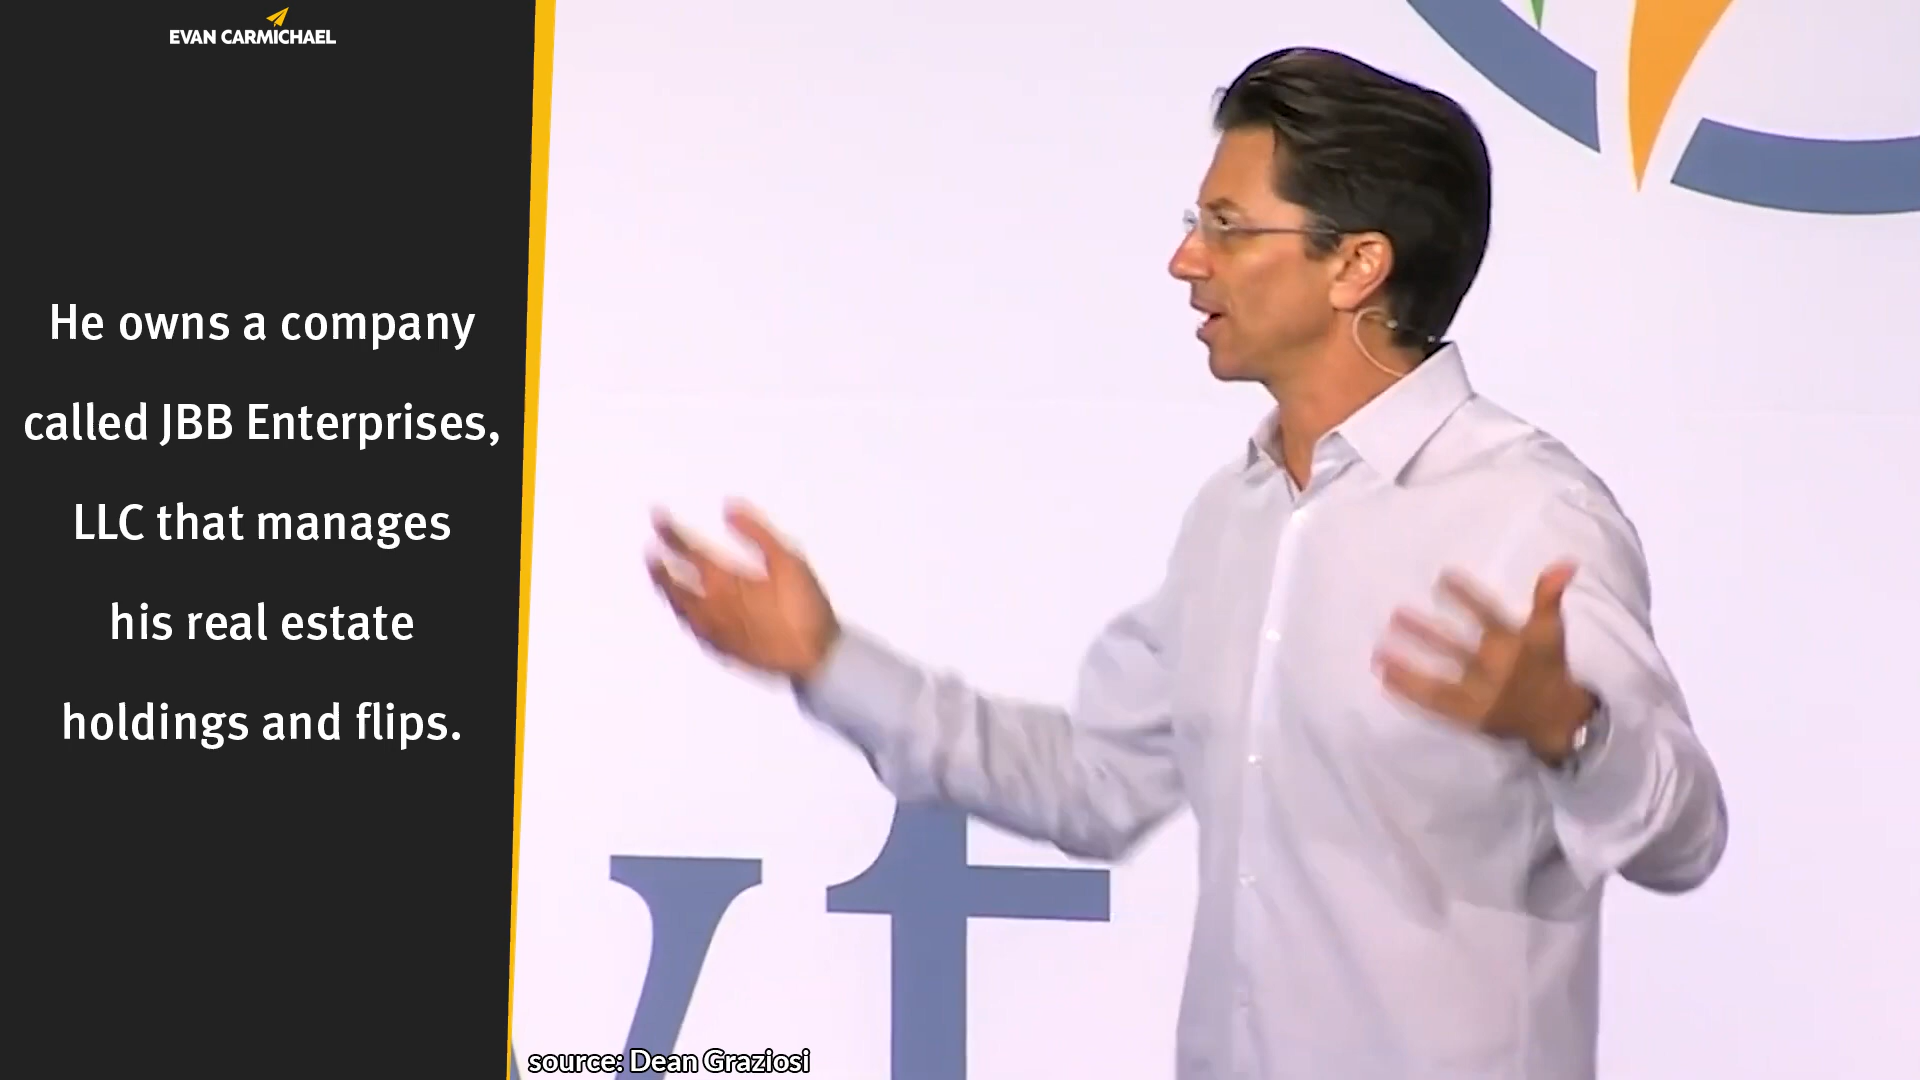 EVAN CARMICHAEL
He owns a company
called JBB Enterprises,
LLC that manages
his real estate
holdings and flips.
source: Dean Graziosi